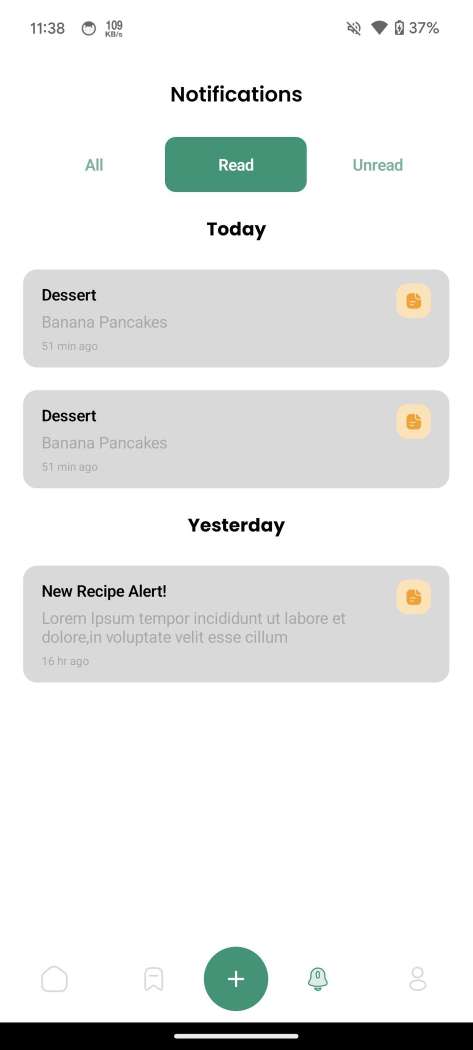 11:38 109 KB/s 37%
Notifications
All Read Unread
Today
Dessert
Banana Pancakes
51 min ago
Dessert
Banana Pancakes
51 min ago
Yesterday
New Recipe Alert!
Lorem Ipsum tempor incididunt ut labore et
dolore,in voluptate velit esse cillum
16 hr ago
0